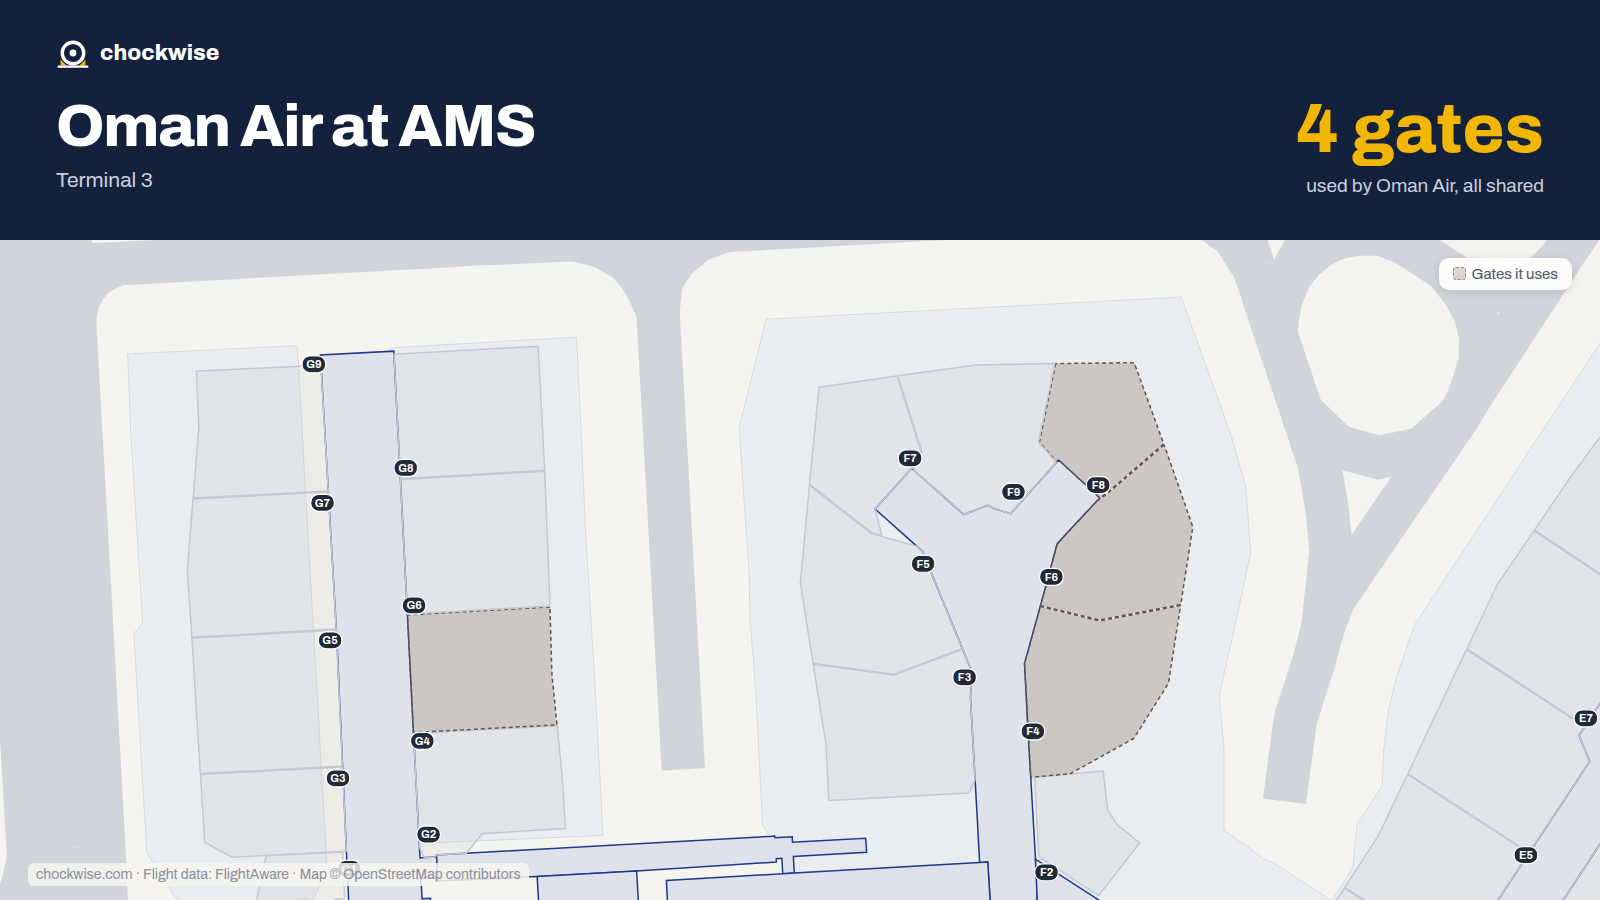 chockwise
Oman Air at AMS
Terminal 3
4 gates
used by Oman Air, all shared
Gates it uses
G9
G8
G7
G6
G5
G4
G3
G2
F7
F9
F8
F5
F6
F3
F4
F2
E7
E5
chockwise.com · Flight data: FlightAware · Map © OpenStreetMap contributors